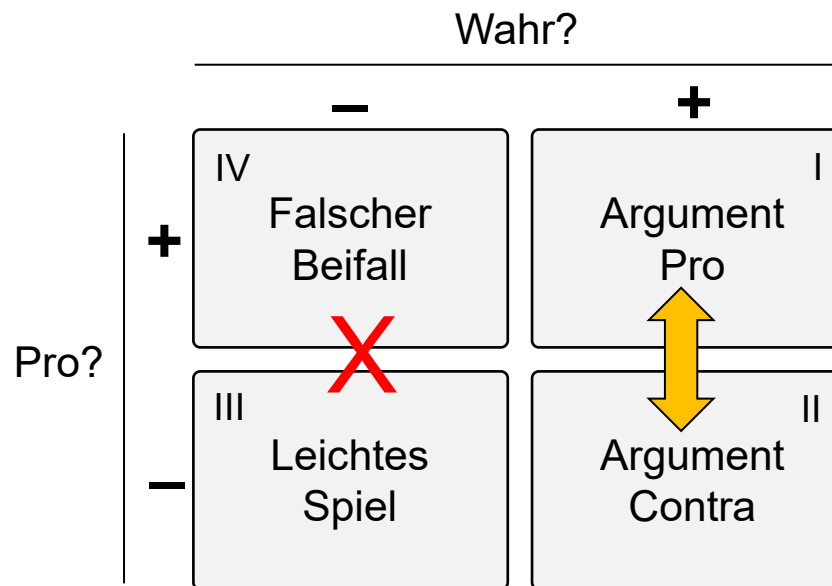 Wahr?
– +
IV
Falscher
Beifall
I
Argument
Pro
+
Pro?
III
Leichtes
Spiel
II
Argument
Contra
–
X